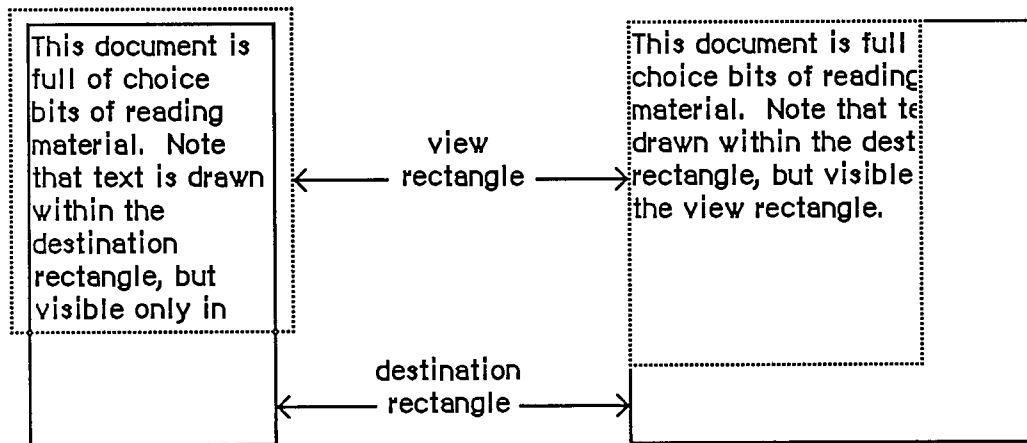 This document is
full of choice
bits of reading
material. Note
that text is drawn
within the
destination
rectangle, but
visible only in
view
rectangle
destination
rectangle
This document is full
choice bits of reading
material. Note that te
drawn within the dest
rectangle, but visible
the view rectangle.